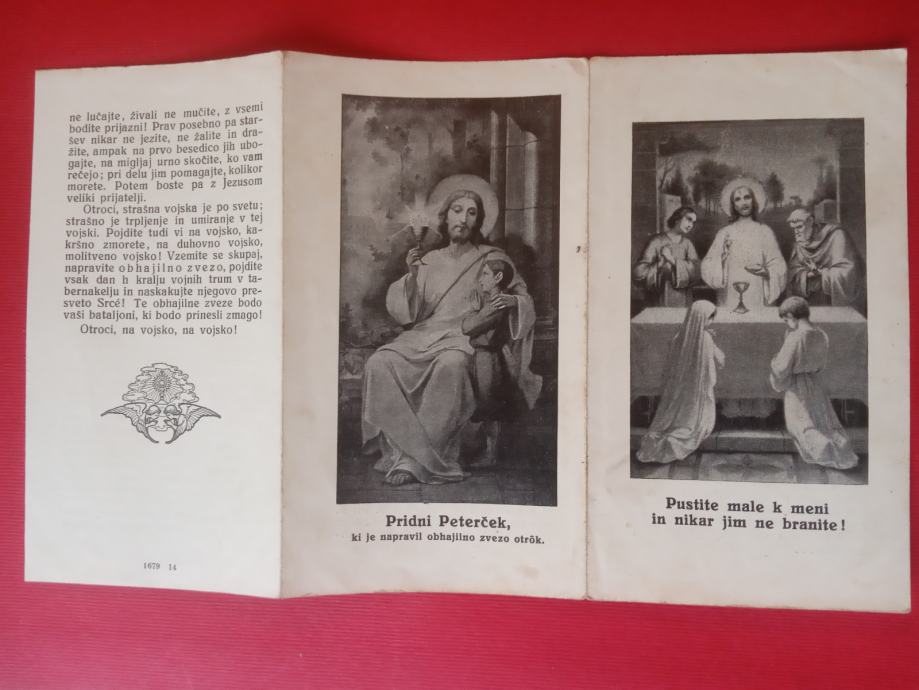 ne lučajte, živali ne mučite, z vsemi
bodite prijazni! Prav posebno pa star-
šev nikar ne jezite, ne žalite in dra-
žite, ampak na prvo besedico jih ubo-
gajte, na migljaj urno skočite, ko vam
rečejo; pri delu jim pomagajte, kolikor
morete. Potem boste pa z Jezusom
veliki prijatelji.
Otroci, strašna vojska je po svetu;
strašno je trpljenje in umiranje v tej
vojski. Pojdite tudi vi na vojsko, ka-
kršno zmorete, na duhovno vojsko,
molitveno vojsko! Vzemite se skupaj,
napravite obhajilno zvezo, pojdite
vsak dan h kralju vojnih trum v ta-
bernakelju in naskakujte njegovo pre-
sveto Srcé! Te obhajilne zveze bodo
vaši bataljoni, ki bodo prinesli zmago!
Otroci, na vojsko, na vojsko!
1679 14
Pridni Peterček,
ki je napravil obhajilno zvezo otrôk.
Pustite male k meni
in nikar jim ne branite!